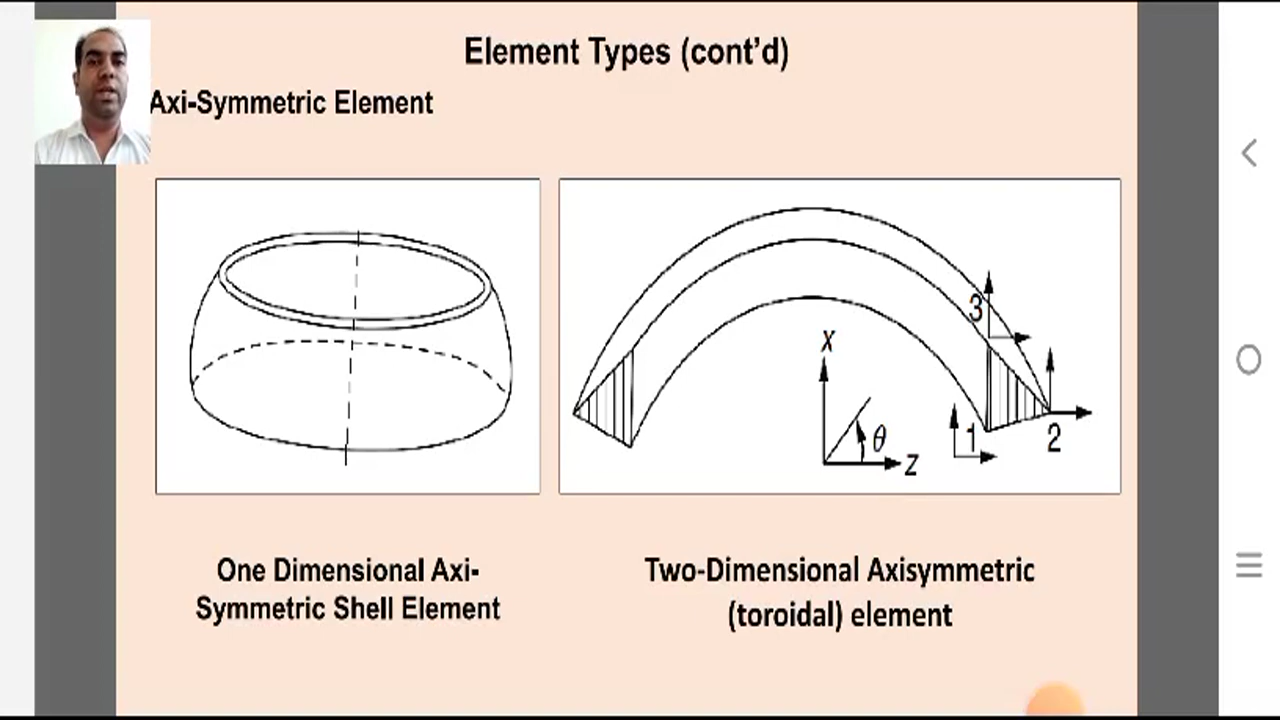 Element Types (cont'd)
Axi-Symmetric Element
3
X
θ
Z
1
2
One Dimensional Axi-
Symmetric Shell Element
Two-Dimensional Axisymmetric
(toroidal) element